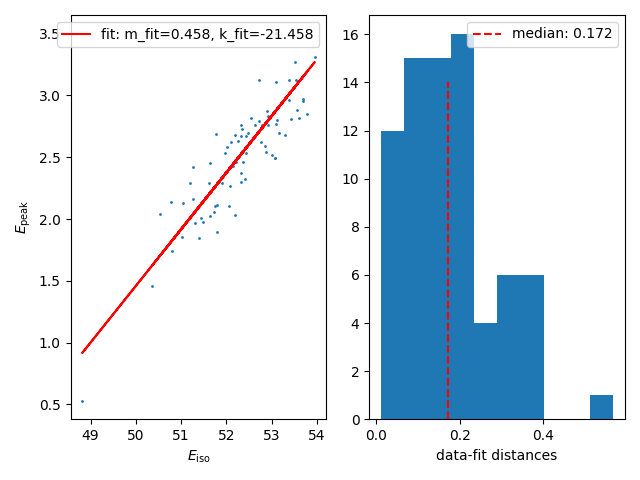 fit: m_fit=0.458, k_fit=-21.458
3.5
3.0
2.5
2.0
1.5
1.0
0.5
E_peak
49 50 51 52 53 54
E_iso
median: 0.172
16
14
12
10
8
6
4
2
0
0.0 0.2 0.4
data-fit distances